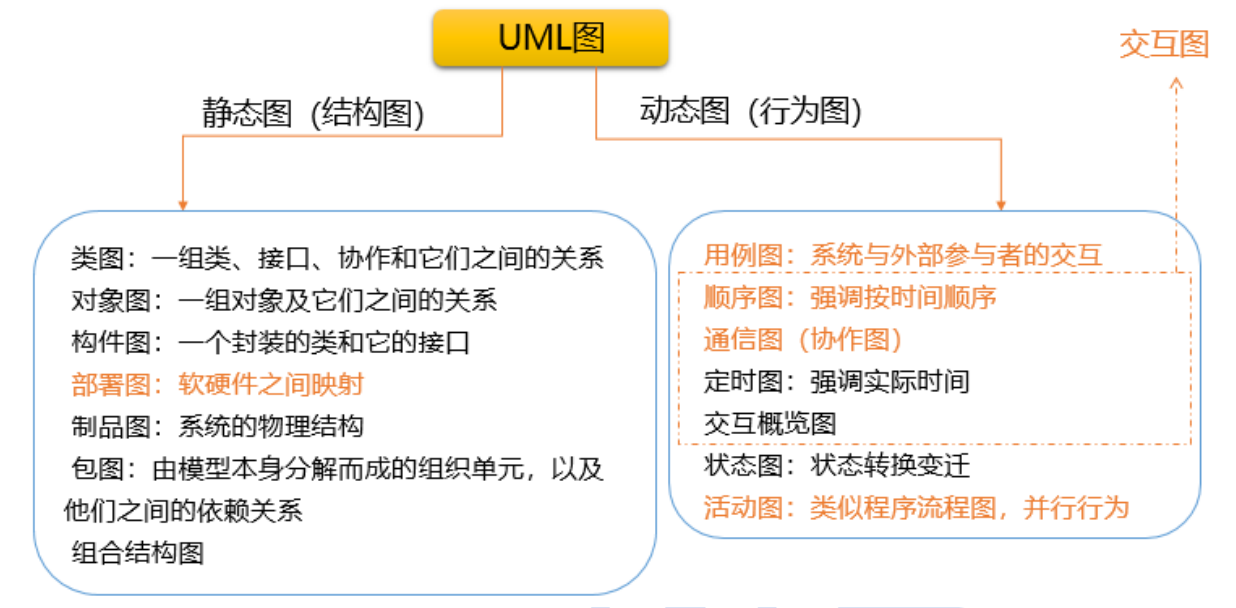 UML图
交互图
静态图（结构图）
动态图（行为图）
类图：一组类、接口、协作和它们之间的关系
对象图：一组对象及它们之间的关系
构件图：一个封装的类和它的接口
部署图：软硬件之间映射
制品图：系统的物理结构
包图：由模型本身分解而成的组织单元，以及
他们之间的依赖关系
组合结构图
用例图：系统与外部参与者的交互
顺序图：强调按时间顺序
通信图（协作图）
定时图：强调实际时间
交互概览图
状态图：状态转换变迁
活动图：类似程序流程图，并行行为